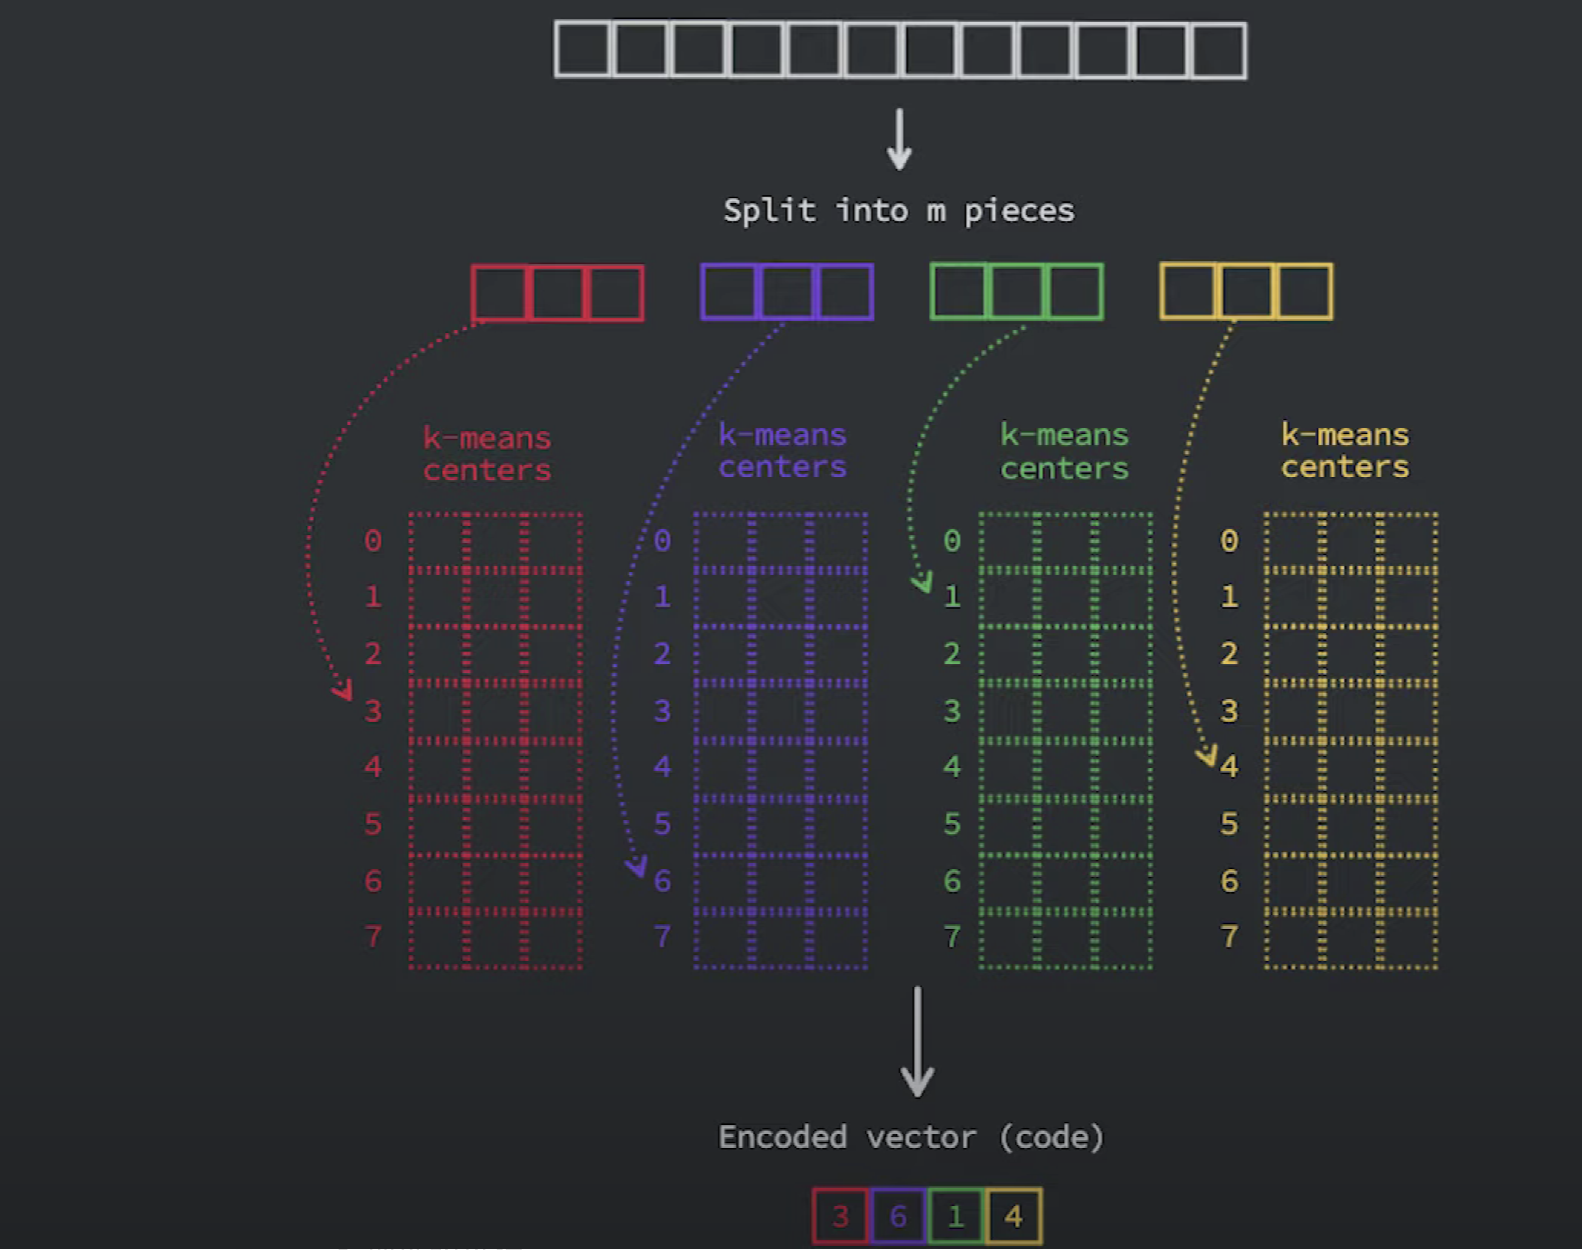 Split into m pieces
k-means
centers
k-means
centers
k-means
centers
k-means
centers
0 0 0 0
1 1 1 1
2 2 2 2
3 3 3 3
4 4 4 4
5 5 5 5
6 6 6 6
7 7 7 7
Encoded vector (code)
3 6 1 4